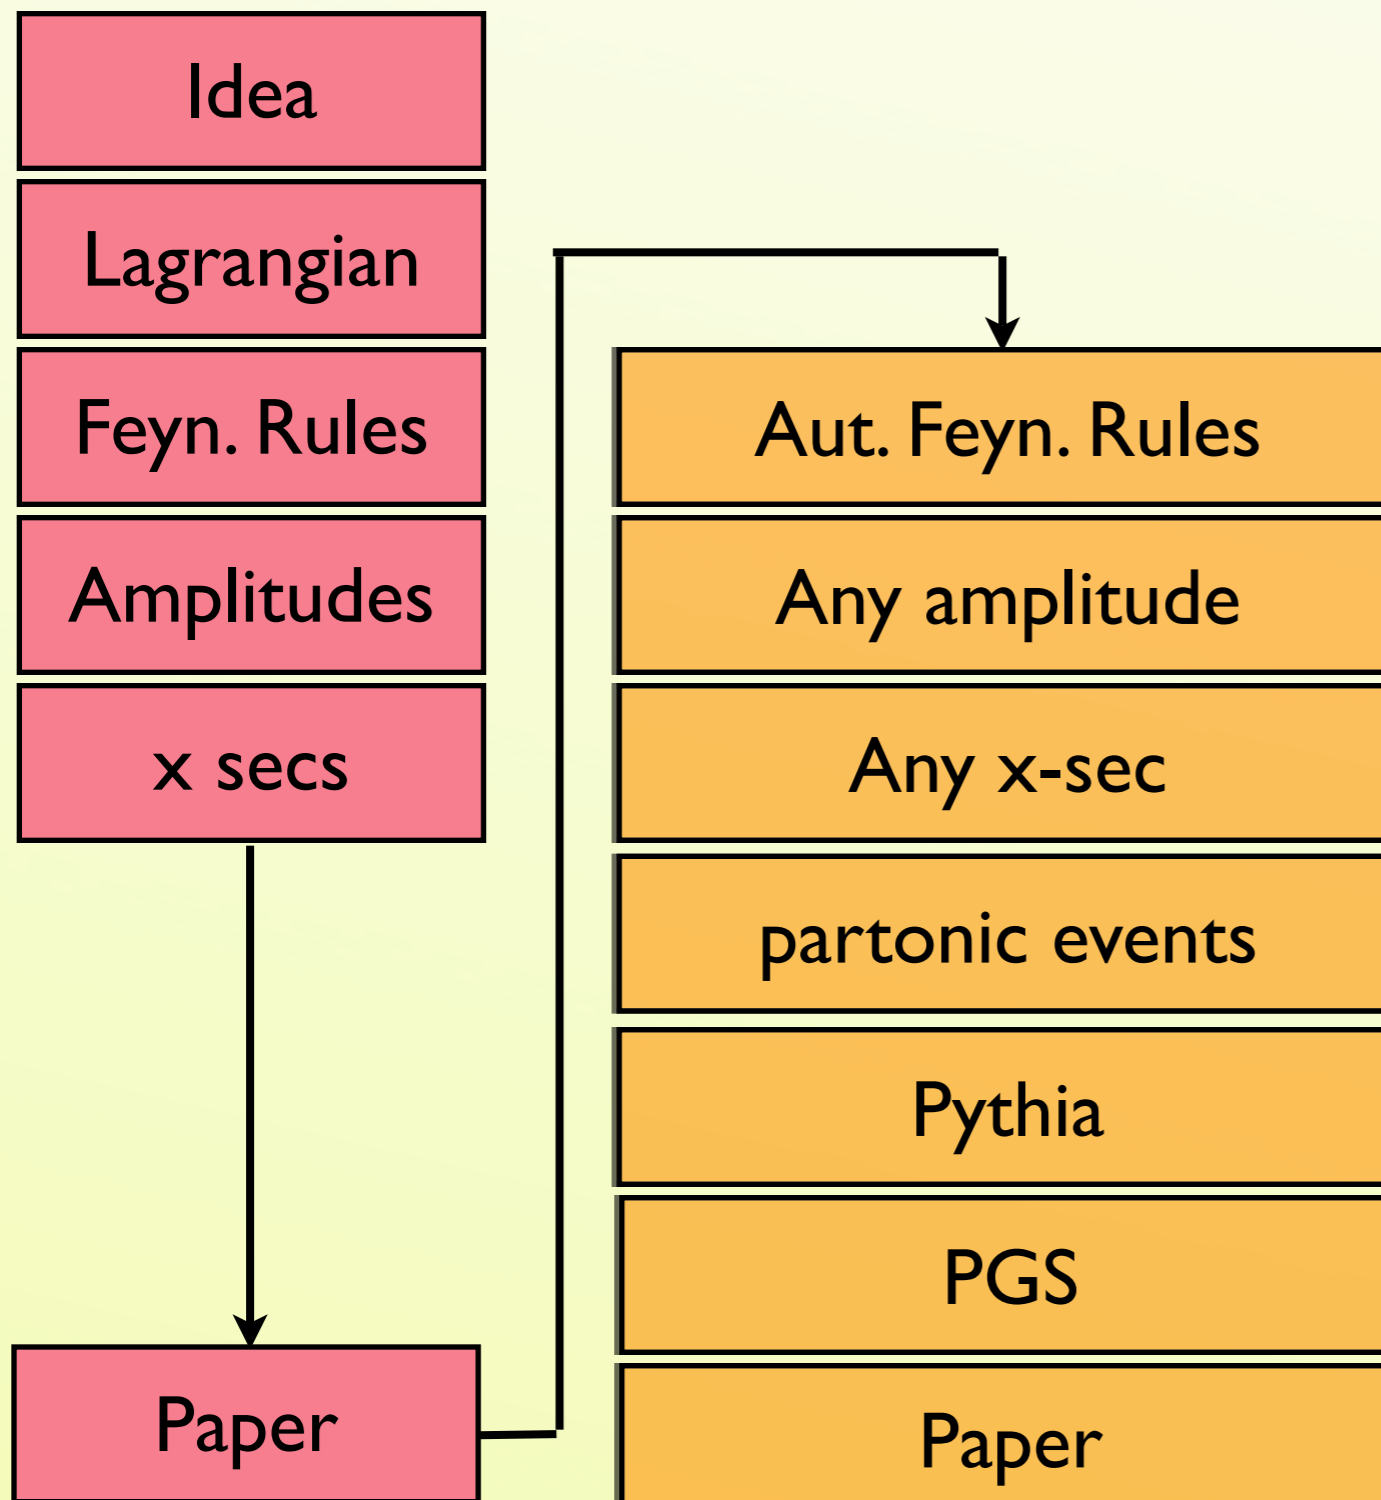 Idea
Lagrangian
Feyn. Rules
Amplitudes
x secs
Paper
Aut. Feyn. Rules
Any amplitude
Any x-sec
partonic events
Pythia
PGS
Paper